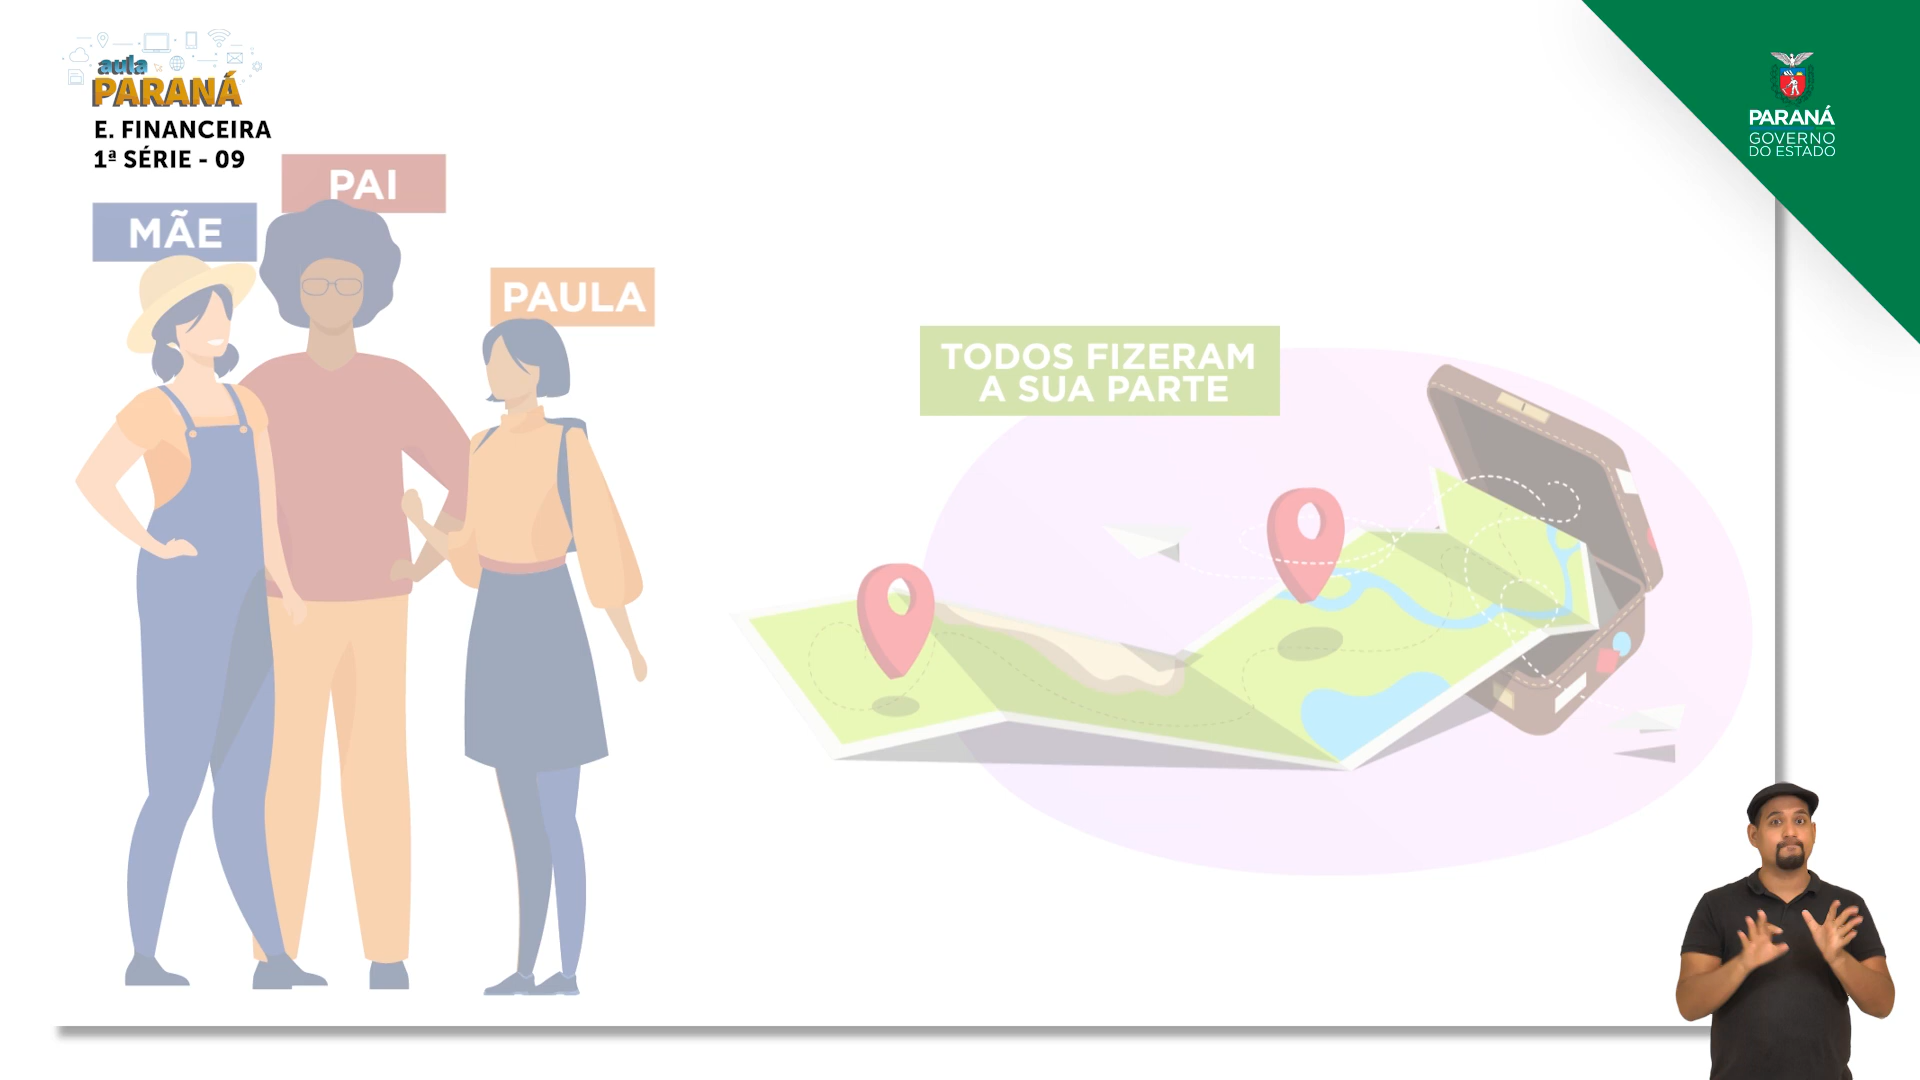 aula
PARANÁ
E. FINANCEIRA
1ª SÉRIE - 09
PAI
MÃE
PAULA
TODOS FIZERAM
A SUA PARTE
PARANÁ
GOVERNO
DO ESTADO